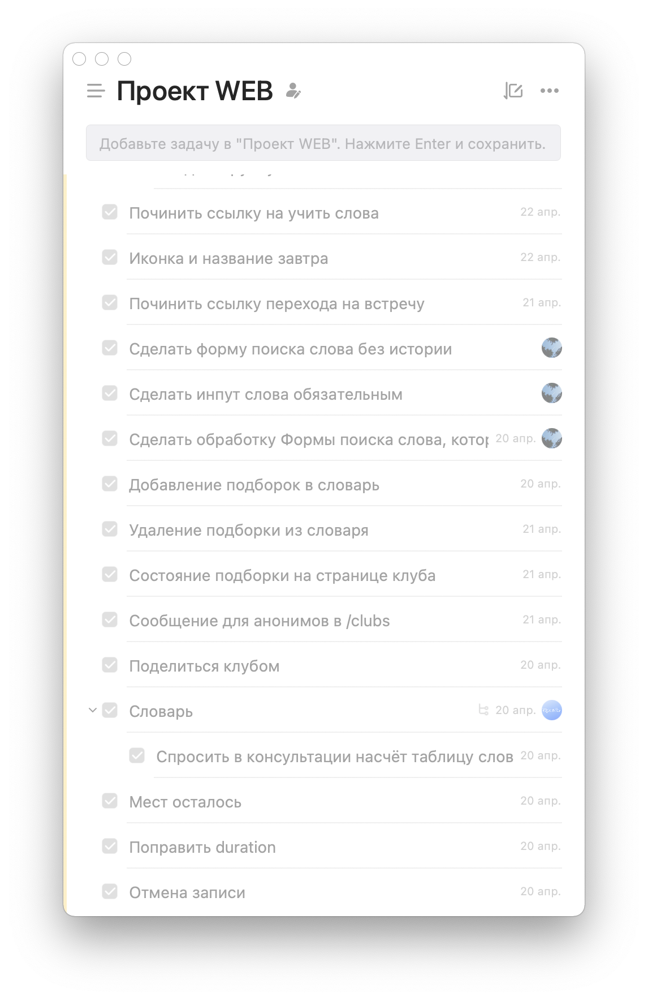 Проект WEB
Добавьте задачу в "Проект WEB". Нажмите Enter и сохранить.
Починить ссылку на учить слова 22 апр.
Иконка и название завтра 22 апр.
Починить ссылку перехода на встречу 21 апр.
Сделать форму поиска слова без истории
Сделать инпут слова обязательным
Сделать обработку Формы поиска слова, 20 апр.
Добавление подборок в словарь 20 апр.
Удаление подборки из словаря 21 апр.
Состояние подборки на странице клуба 21 апр.
Сообщение для анонимов в /clubs 21 апр.
Поделиться клубом 20 апр.
Словарь 20 апр.
Спросить в консультации насчёт таблицу слов 20 апр.
Мест осталось 20 апр.
Поправить duration 20 апр.
Отмена записи 20 апр.